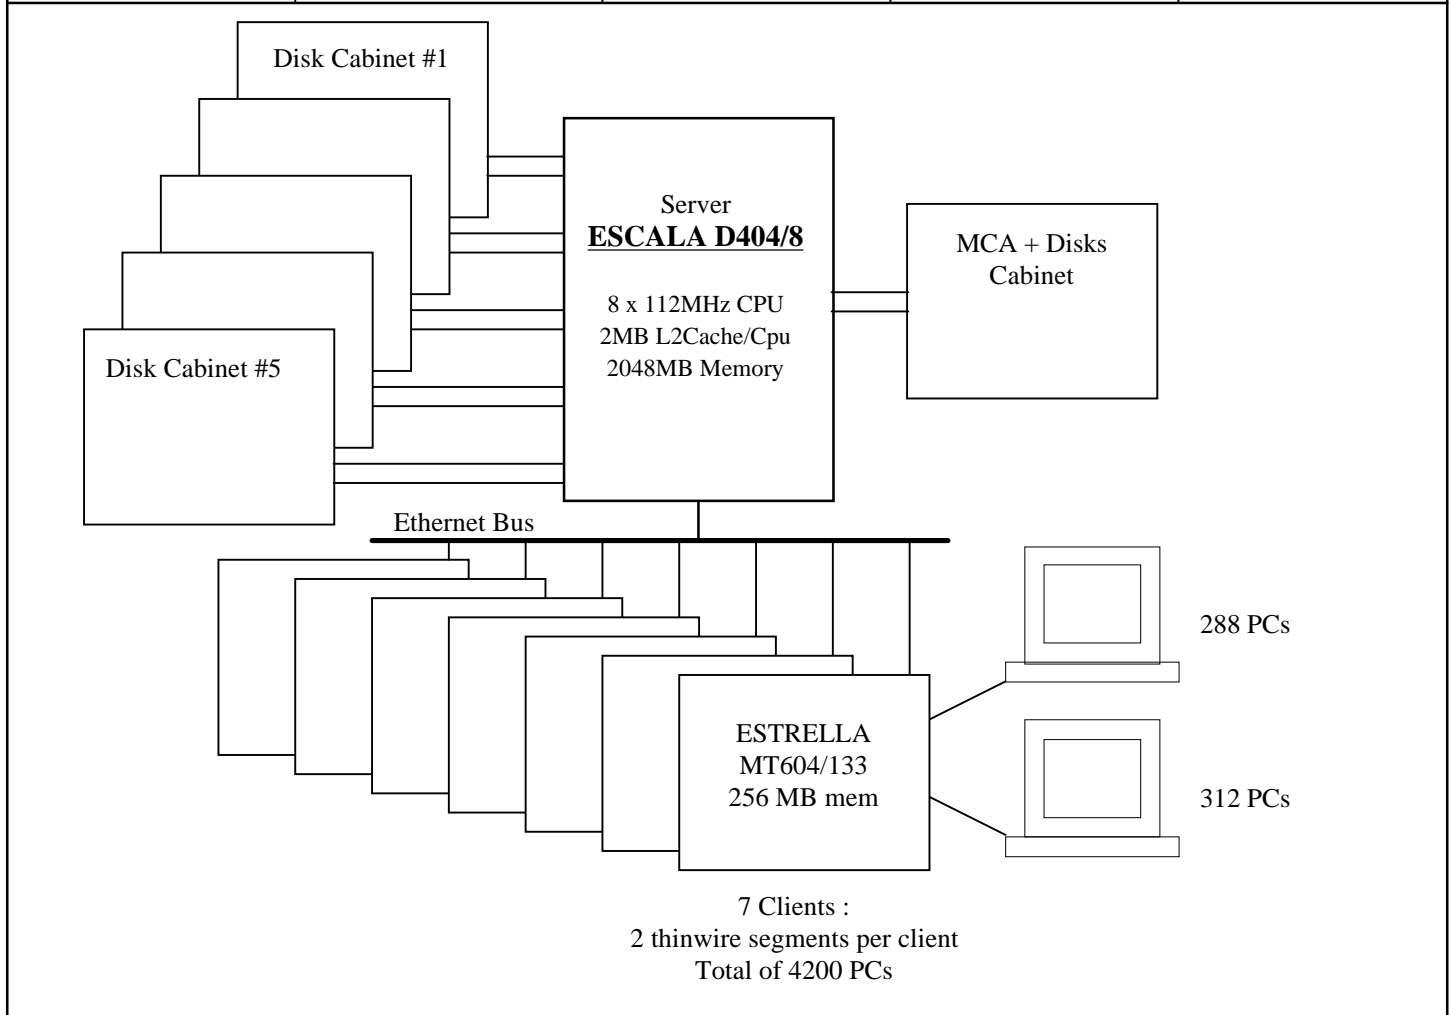 Disk Cabinet #1
Server
ESCALA D404/8
8 x 112MHz CPU
2MB L2Cache/Cpu
2048MB Memory
MCA + Disks
Cabinet
Disk Cabinet #5
Ethernet Bus
288 PCs
ESTRELLA
MT604/133
256 MB mem
312 PCs
7 Clients :
2 thinwire segments per client
Total of 4200 PCs